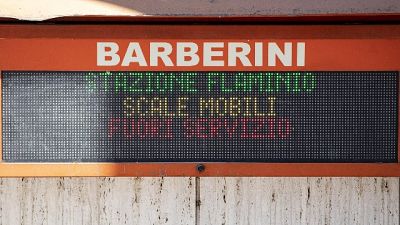 BARBERINI
STAZIONE FLAMINIO
SCALE MOBILI
FUORI SERVIZIO